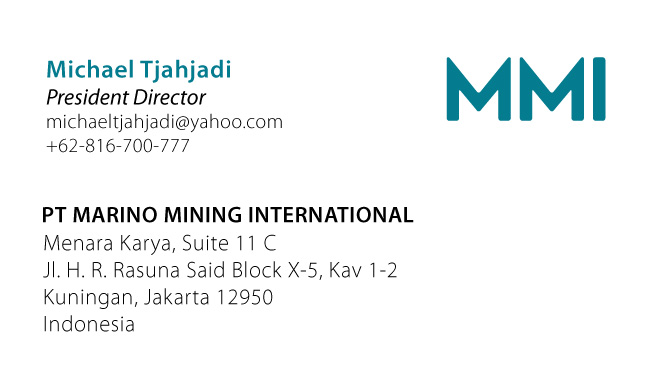 Michael Tjahjadi
President Director
michaeltjahjadi@yahoo.com
+62-816-700-777
MMI
PT MARINO MINING INTERNATIONAL
Menara Karya, Suite 11 C
Jl. H. R. Rasuna Said Block X-5, Kav 1-2
Kuningan, Jakarta 12950
Indonesia